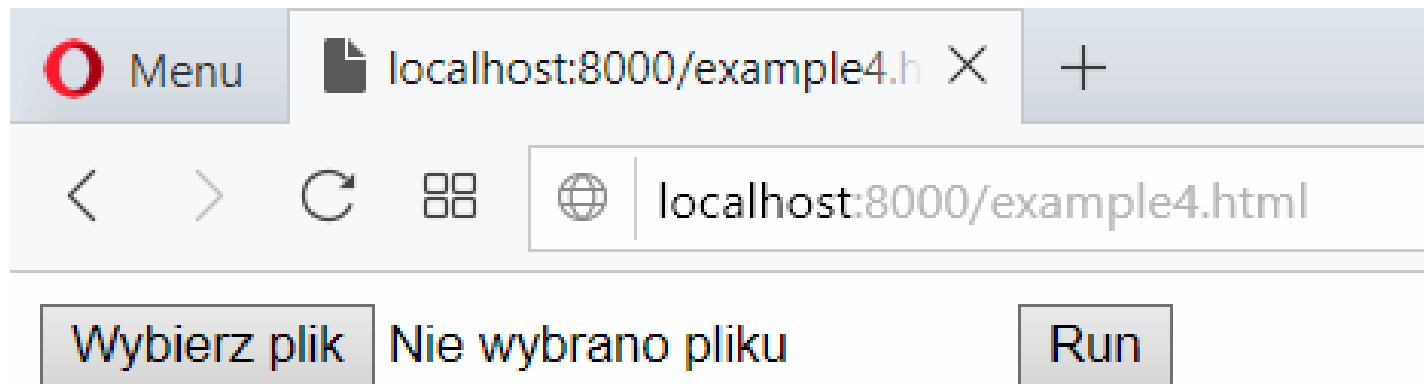 Menu localhost:8000/example4.h
localhost:8000/example4.html
Wybierz plik Nie wybrano pliku Run